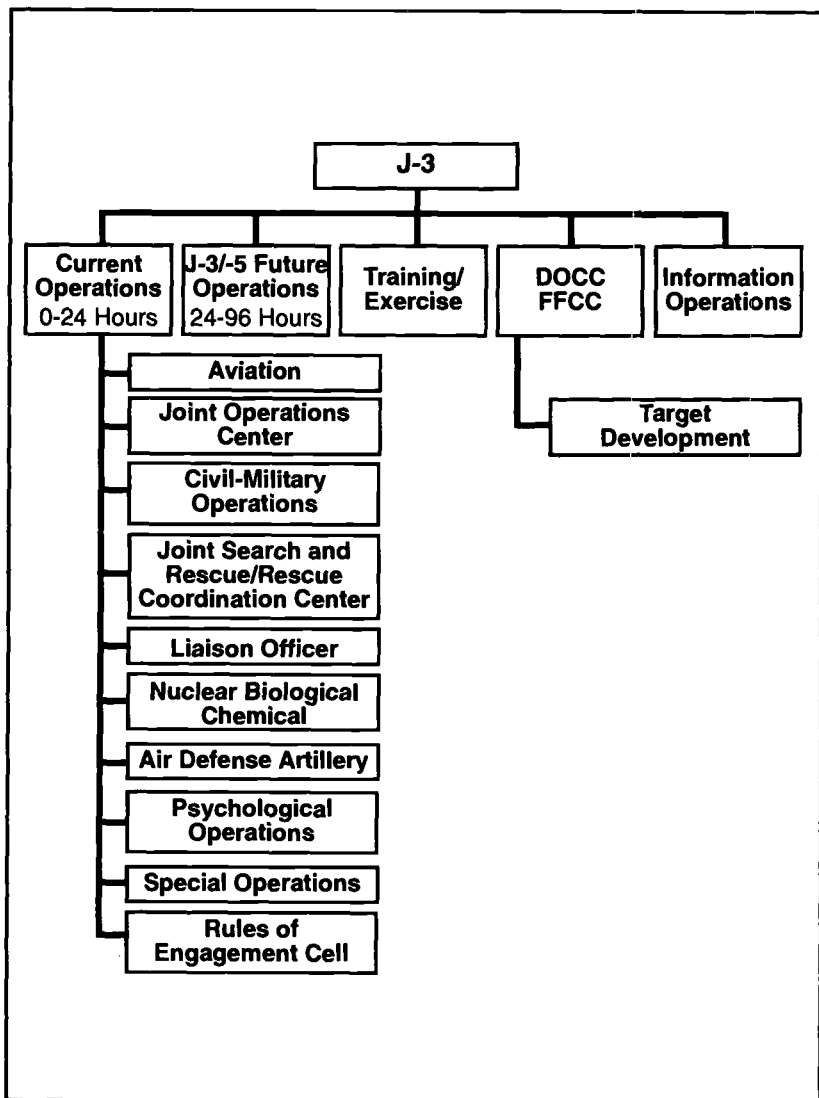 J-3
Current
Operations
0-24 Hours
J-3/-5 Future
Operations
24-96 Hours
Training/
Exercise
DOCC
FFCC
Information
Operations
Aviation
Joint Operations
Center
Civil-Military
Operations
Joint Search and
Rescue/Rescue
Coordination Center
Liaison Officer
Nuclear Biological
Chemical
Air Defense Artillery
Psychological
Operations
Special Operations
Rules of
Engagement Cell
Target
Development